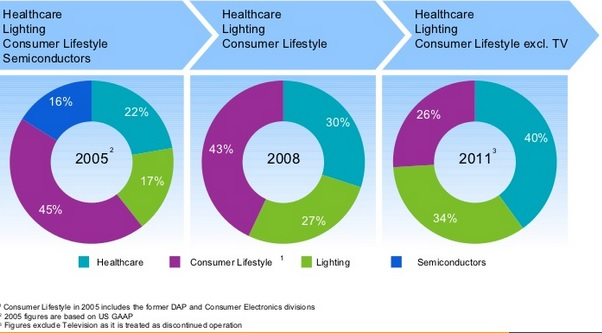 Healthcare
Lighting
Consumer Lifestyle
Semiconductors
Healthcare
Lighting
Consumer Lifestyle
Healthcare
Lighting
Consumer Lifestyle excl. TV
16%
22%
2005 2
17%
45%
30%
43%
2008
27%
26%
40%
2011 3
34%
Healthcare
Consumer Lifestyle 1
Lighting
Semiconductors
Consumer Lifestyle in 2005 includes the former DAP and Consumer Electronics divisions
2005 figures are based on US GAAP
Figures exclude Television as it is treated as discontinued operation